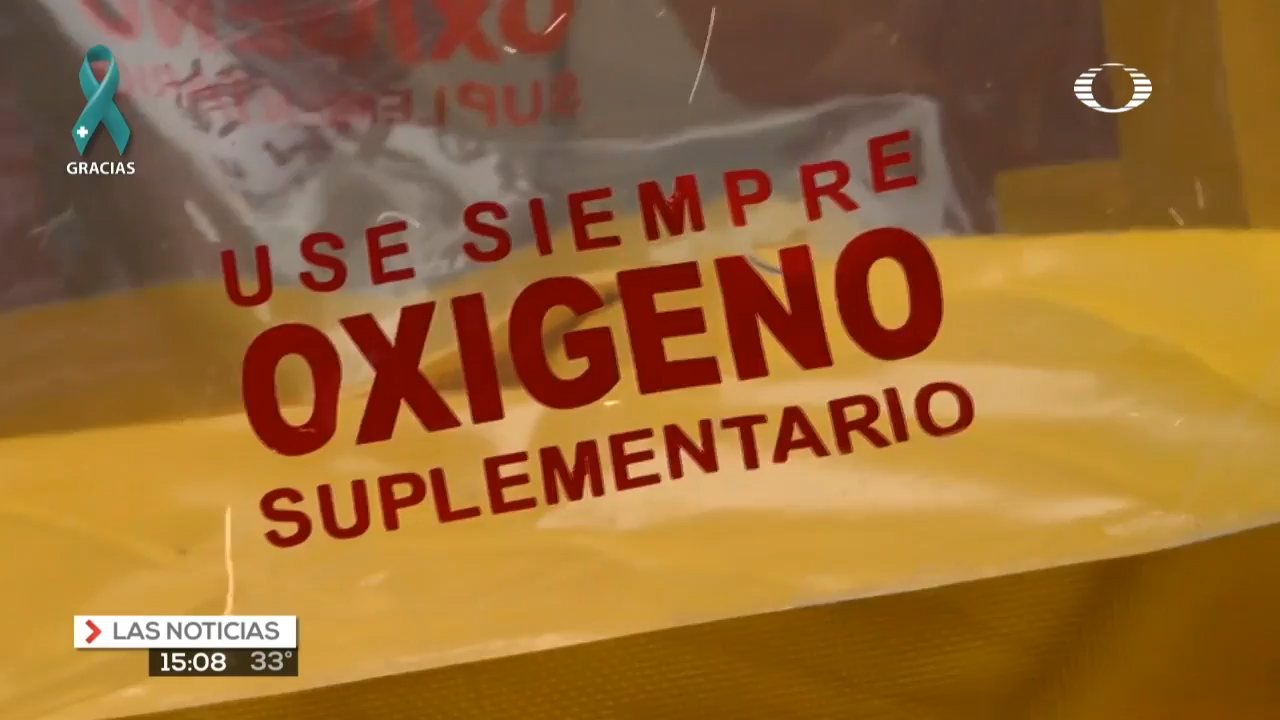 GRACIAS
USE SIEMPRE
OXIGENO
SUPLEMENTARIO
LAS NOTICIAS
15:08 33°